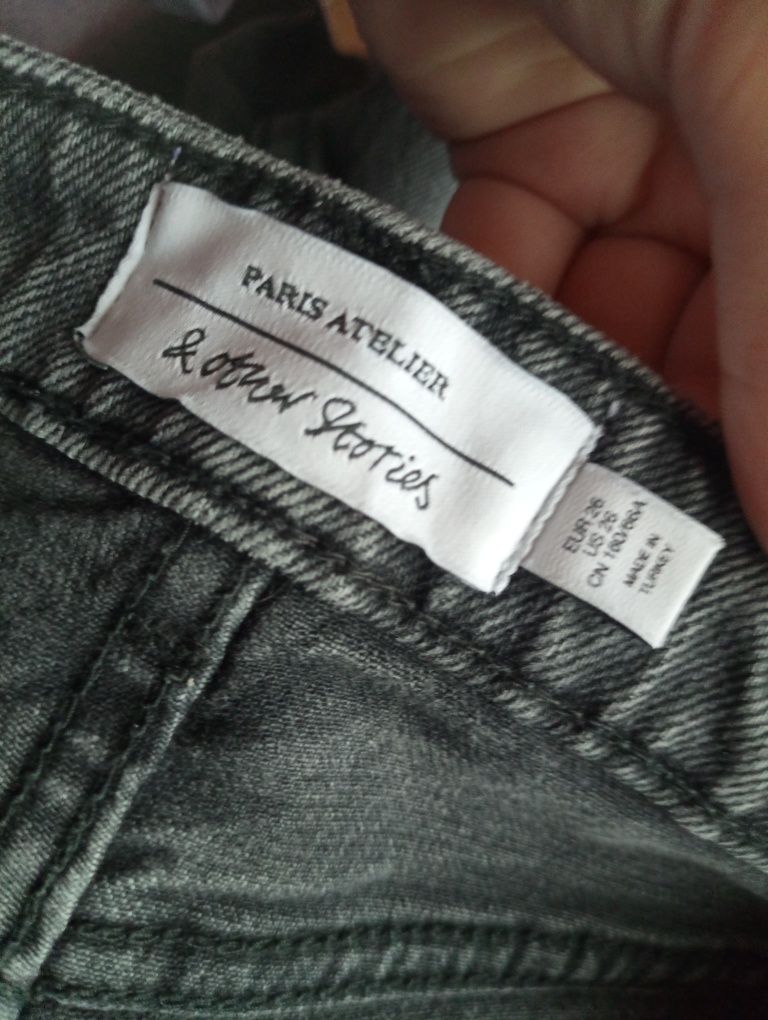 PARIS ATELIER
& other Stories
EUR 26
US 26
CN 160/66A
MADE IN
TURKEY